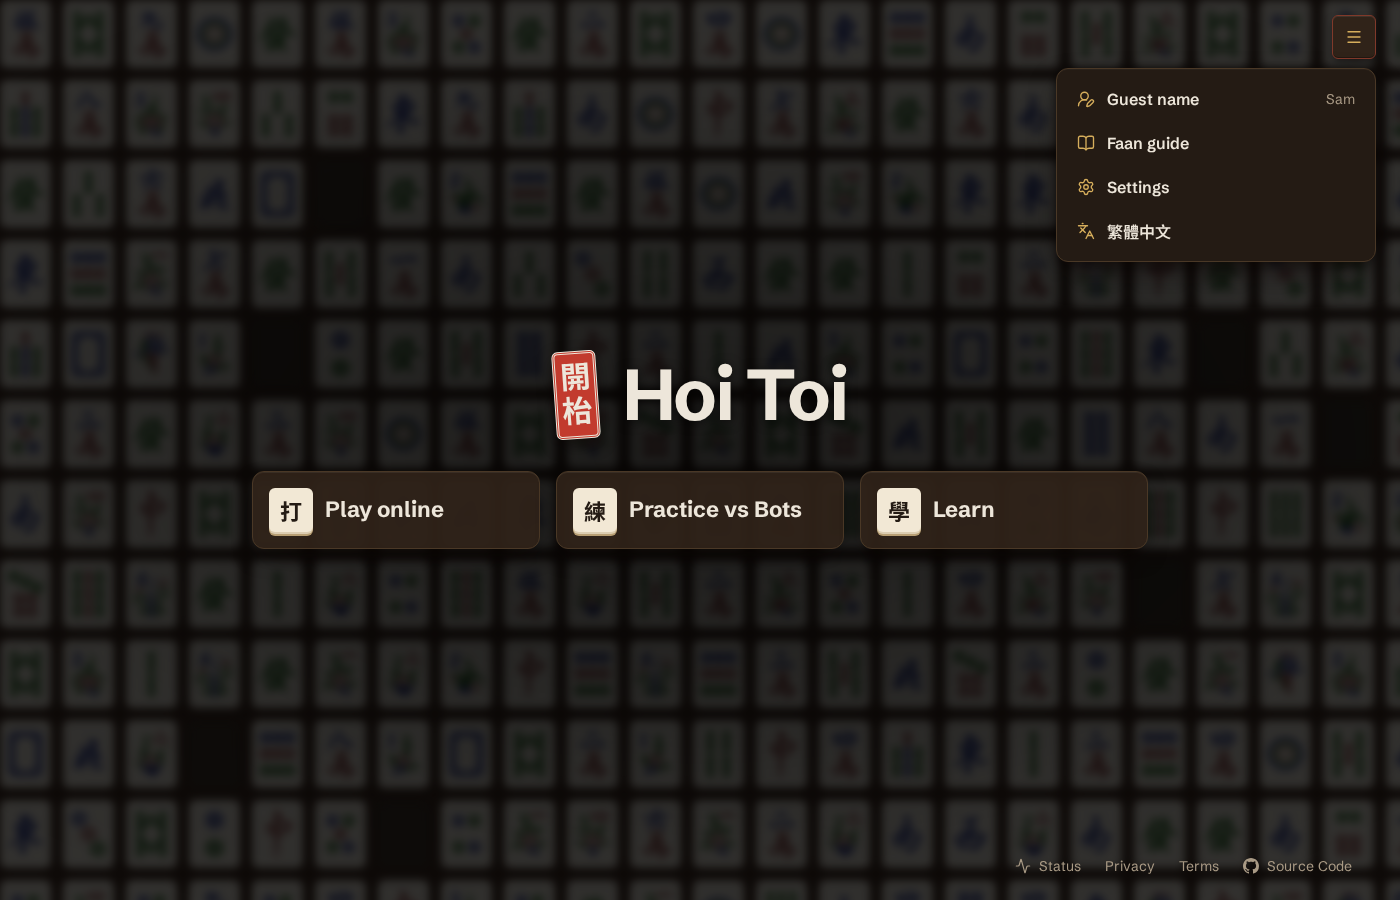 Guest name Sam
Faan guide
Settings
繁體中文
開枱
Hoi Toi
打 Play online
練 Practice vs Bots
學 Learn
Status Privacy Terms Source Code